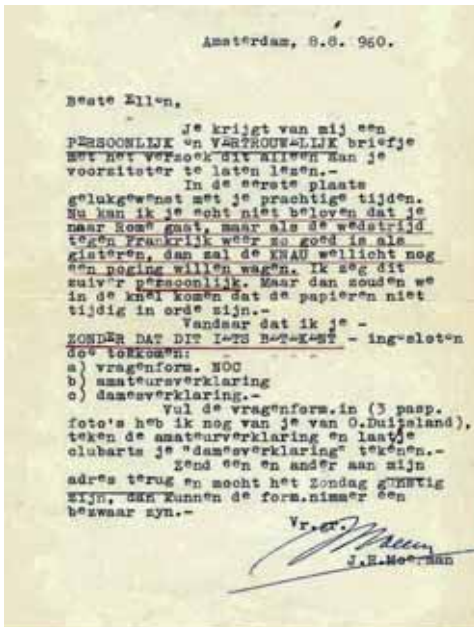 Amsterdam, 8.8. 960.
Beste Ellen,
Je krijgt van mij een
PERSOONLIJK en VERTROUWELIJK briefje
met het verzoek dit alleen aan je
voorzitster te laten lezen.-
In de eerste plaats
gelukgewenst met je prachtige tijden.
Nu kan ik je echt niet beloven dat je
naar Rome gaat, maar als de wedstrijd
tegen Frankrijk weer zo goed is als
gisteren, dan zal de KNAU wellicht nog
een poging willen wagen. Ik zeg dit
zuiver persoonlijk. Maar dan zouden we
in de knel komen dat de papieren niet
tijdig in orde zijn.-
Vandaar dat ik je -
ZONDER DAT DIT IETS BETEKENT - ingesloten
doe toekomen:
a) vragenform. NOC
b) amateursverklaring
c) damesverklaring.-
Vul de vragenform.in (3 pasp.
foto's heb ik nog van je van O.Duitsland),
teken de amateurverklaring en laat je
clubarts je "damesverklaring" tekenen.-
Zend een en ander aan mijn
adres terug en mocht het Zondag gunstig
zijn, dan kunnen de form.nimmer een
bezwaar zyn.-
Vr.gr.
J.H.Moerman